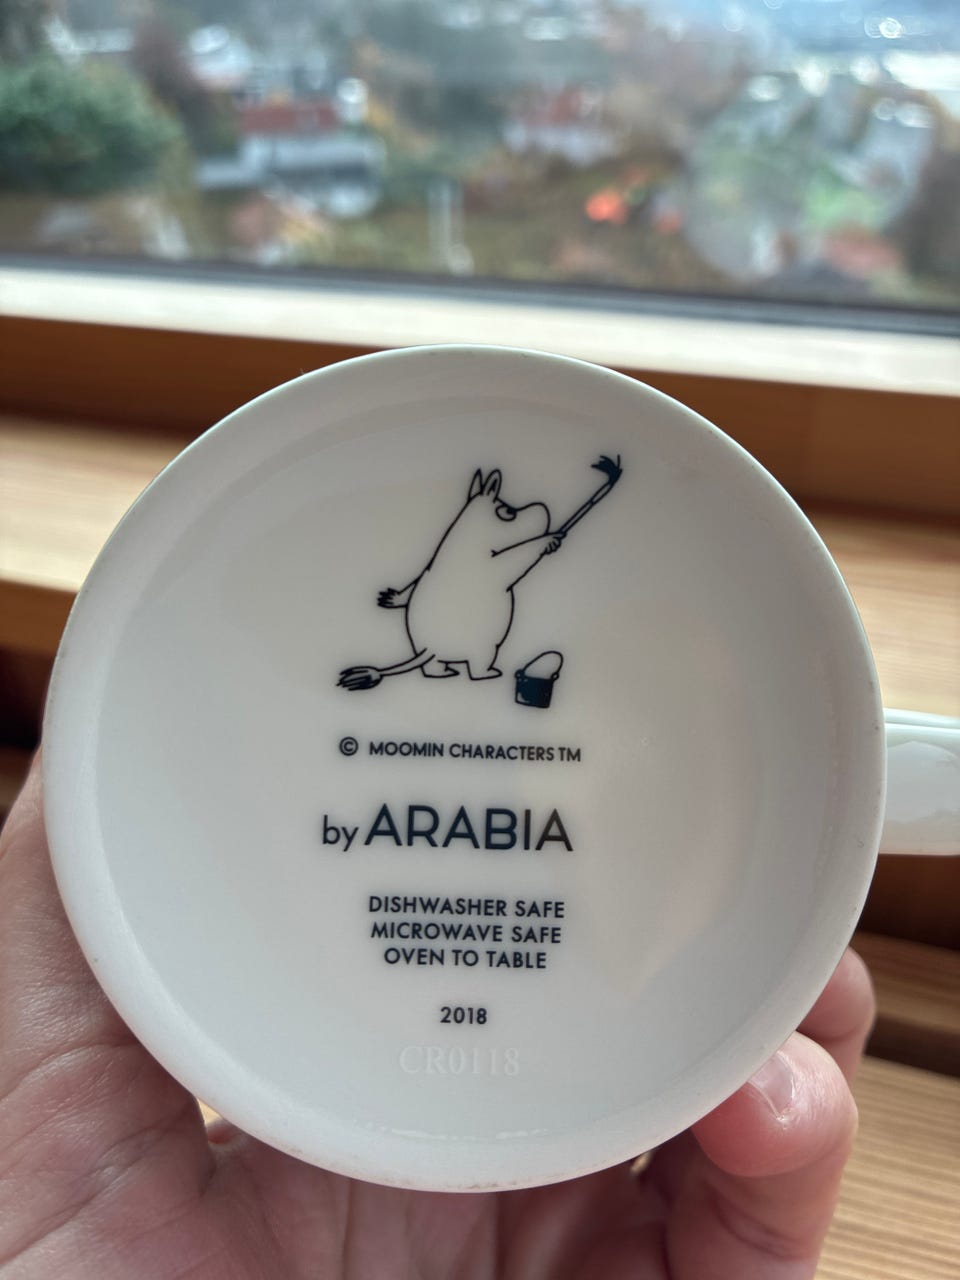 © MOOMIN CHARACTERS TM
by ARABIA
DISHWASHER SAFE
MICROWAVE SAFE
OVEN TO TABLE
2018
CR0118